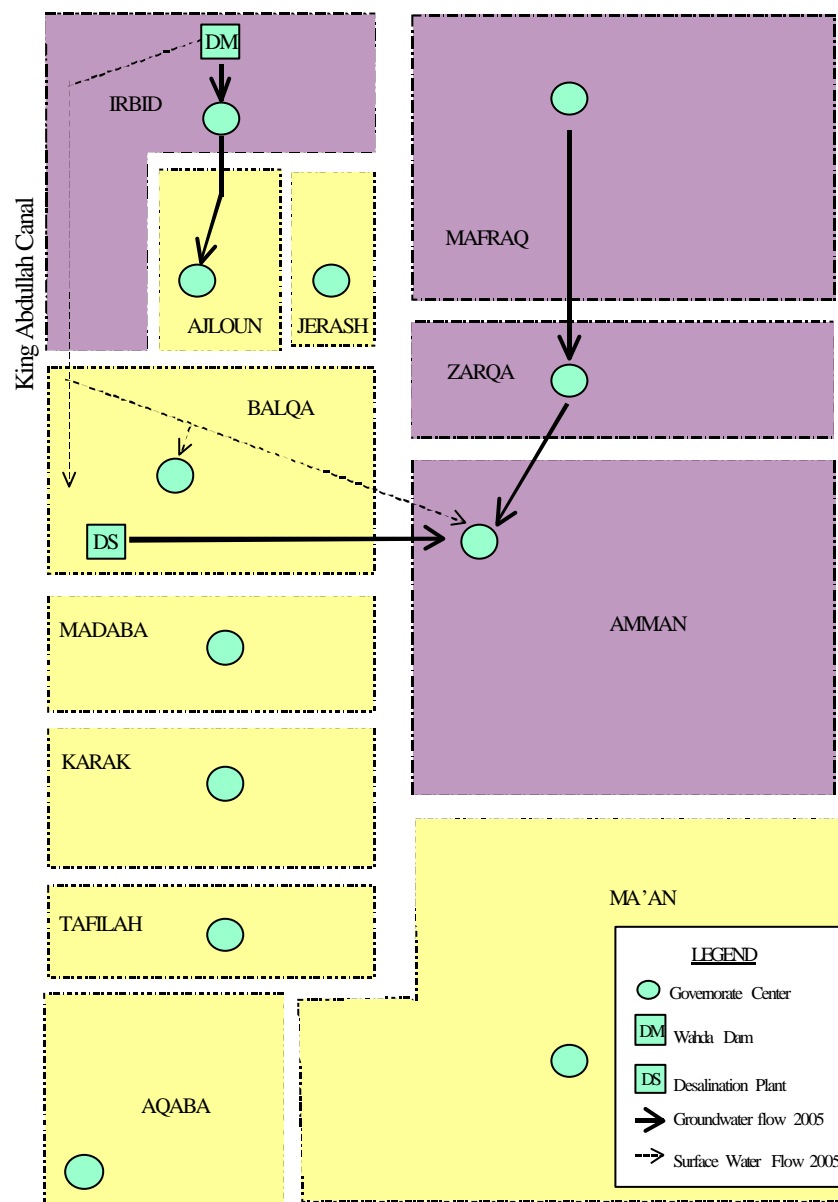 DM
IRBID
King Abdullah Canal
MAFRAQ
AJLOUN
JERASH
ZARQA
BALQA
DS
AMMAN
MADABA
KARAK
TAFILAH
MA’AN
AQABA
LEGEND
Governorate Center
DM Wahda Dam
DS Desalination Plant
Groundwater flow 2005
Surface Water Flow 2005